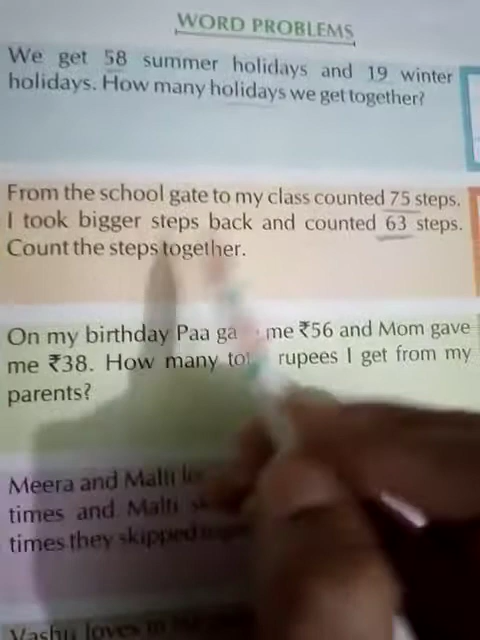 WORD PROBLEMS
We get 58 summer holidays and 19 winter
holidays. How many holidays we get together?
From the school gate to my class counted 75 steps.
I took bigger steps back and counted 63 steps.
Count the steps together.
On my birthday Paa me ₹56 and Mom gave
me ₹38. How many rupees I get from my
parents?
Meera and Malti
times and Malti
times they skipped
Vashu loves